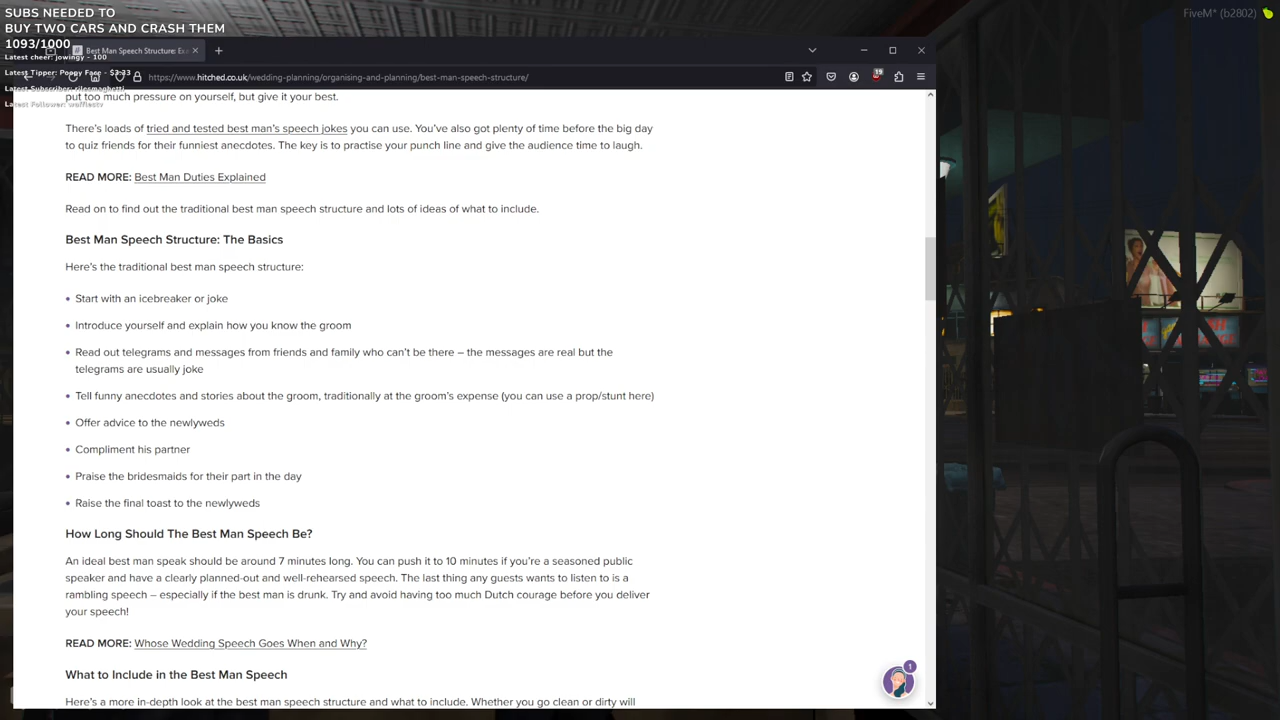 SUBS NEEDED TO
BUY TWO CARS AND CRASH THEM
1093/1000
Latest cheer: jowingy - 100
Latest Tipper: Poopy Face - $3.33
Latest Subscriber: rilesmaghetti
Latest Follower: woffiestv
FiveM* (b2802)
Best Man Speech Structure: Ex
https://www.hitched.co.uk/wedding-planning/organising-and-planning/best-man-speech-structure/
19
put too much pressure on yourself, but give it your best.
There's loads of tried and tested best man's speech jokes you can use. You've also got plenty of time before the big day
to quiz friends for their funniest anecdotes. The key is to practise your punch line and give the audience time to laugh.
READ MORE: Best Man Duties Explained
Read on to find out the traditional best man speech structure and lots of ideas of what to include.
Best Man Speech Structure: The Basics
Here's the traditional best man speech structure:
• Start with an icebreaker or joke
• Introduce yourself and explain how you know the groom
• Read out telegrams and messages from friends and family who can't be there – the messages are real but the
telegrams are usually joke
• Tell funny anecdotes and stories about the groom, traditionally at the groom's expense (you can use a prop/stunt here)
• Offer advice to the newlyweds
• Compliment his partner
• Praise the bridesmaids for their part in the day
• Raise the final toast to the newlyweds
How Long Should The Best Man Speech Be?
An ideal best man speak should be around 7 minutes long. You can push it to 10 minutes if you're a seasoned public
speaker and have a clearly planned-out and well-rehearsed speech. The last thing any guests wants to listen to is a
rambling speech – especially if the best man is drunk. Try and avoid having too much Dutch courage before you deliver
your speech!
READ MORE: Whose Wedding Speech Goes When and Why?
1
What to Include in the Best Man Speech
Here's a more in-depth look at the best man speech structure and what to include. Whether you go clean or dirty will